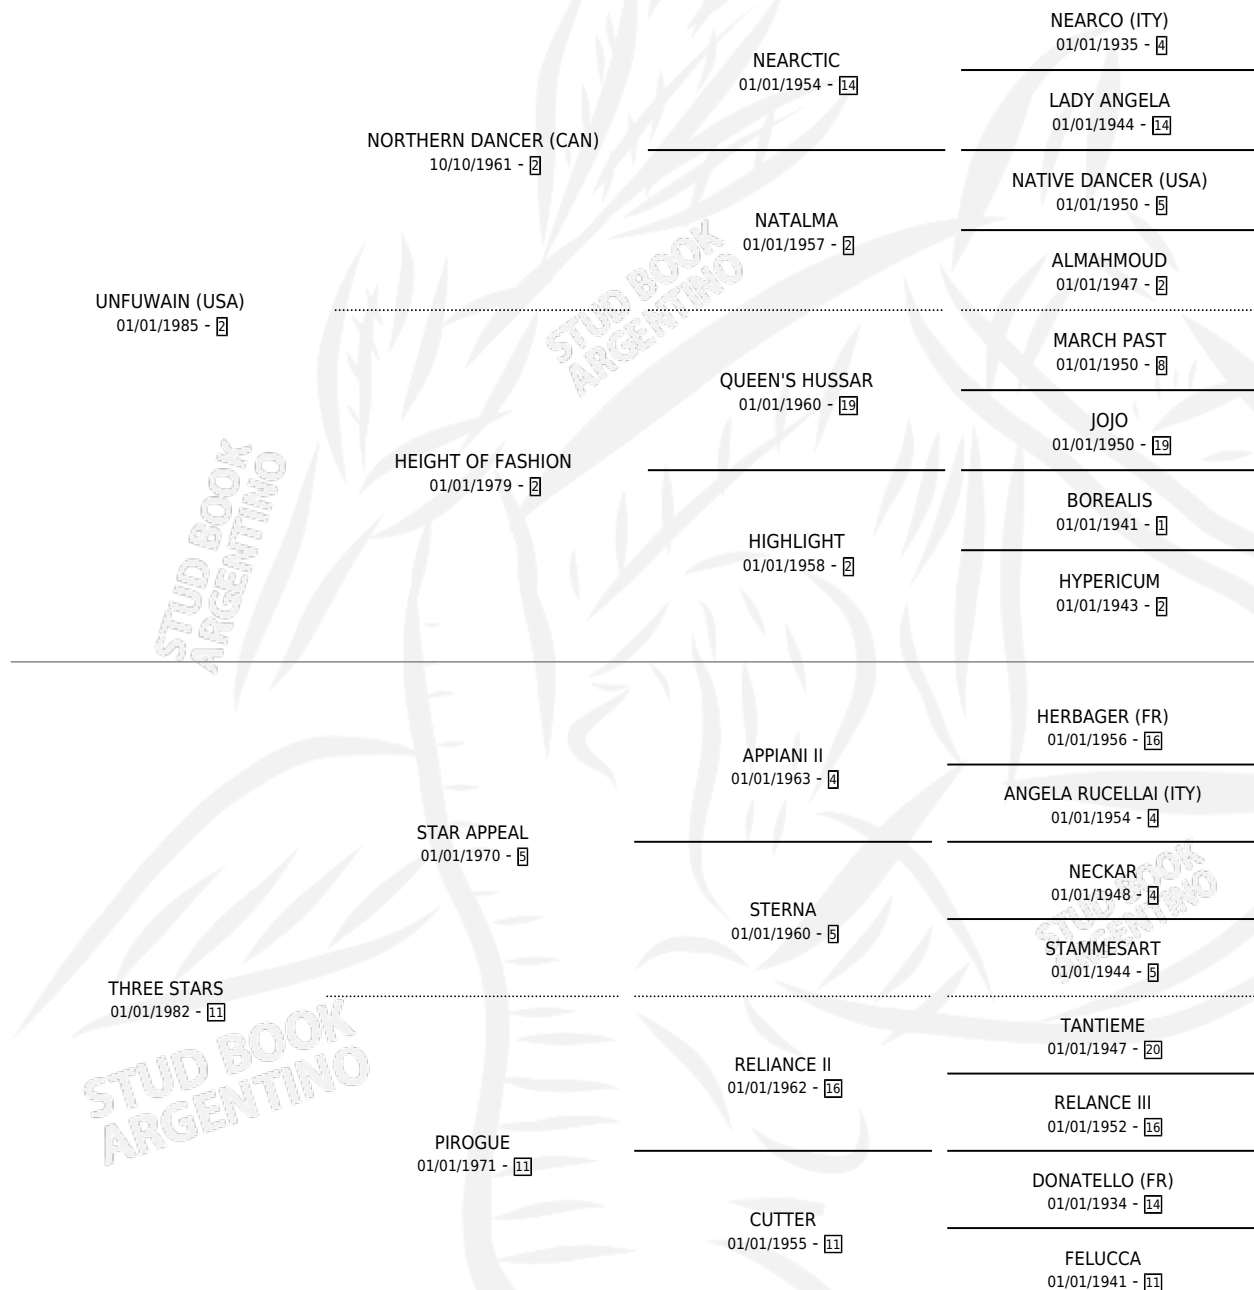 NEARCO (ITY)
01/01/1935 - 4
NEARCTIC
01/01/1954 - 14
LADY ANGELA
01/01/1944 - 14
NORTHERN DANCER (CAN)
10/10/1961 - 2
NATIVE DANCER (USA)
01/01/1950 - 5
NATALMA
01/01/1957 - 2
ALMAHMOUD
01/01/1947 - 2
UNFUWAIN (USA)
01/01/1985 - 2
STUD BOOK
ARGENTINO
MARCH PAST
01/01/1950 - 8
QUEEN'S HUSSAR
01/01/1960 - 19
JOJO
01/01/1950 - 19
HEIGHT OF FASHION
01/01/1979 - 2
BOREALIS
01/01/1941 - 1
HIGHLIGHT
01/01/1958 - 2
HYPERICUM
01/01/1943 - 2
STUD BOOK
ARGENTINO
HERBAGER (FR)
01/01/1956 - 16
APPIANI II
01/01/1963 - 4
ANGELA RUCELLAI (ITY)
01/01/1954 - 4
STAR APPEAL
01/01/1970 - 5
NECKAR
01/01/1948 - 4
STUD BOOK
ARGENTINO
STERNA
01/01/1960 - 5
STAMMESART
01/01/1944 - 5
THREE STARS
01/01/1982 - 11
STUD BOOK
ARGENTINO
TANTIEME
01/01/1947 - 20
RELIANCE II
01/01/1962 - 16
RELANCE III
01/01/1952 - 16
PIROGUE
01/01/1971 - 11
DONATELLO (FR)
01/01/1934 - 14
CUTTER
01/01/1955 - 11
FELUCCA
01/01/1941 - 11